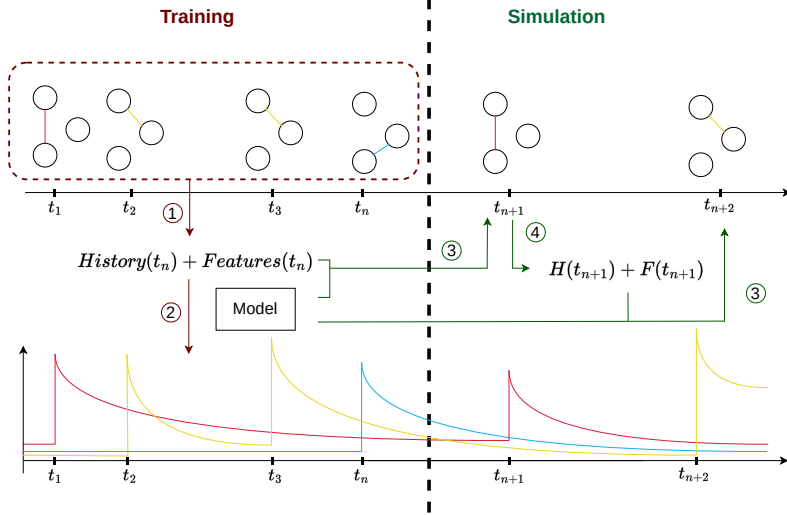 Training Simulation
t1 t2 t3 tn tn+1 tn+2
1
3 4
History(tn) + Features(tn) H(tn+1) + F(tn+1)
2 Model 3
t1 t2 t3 tn tn+1 tn+2